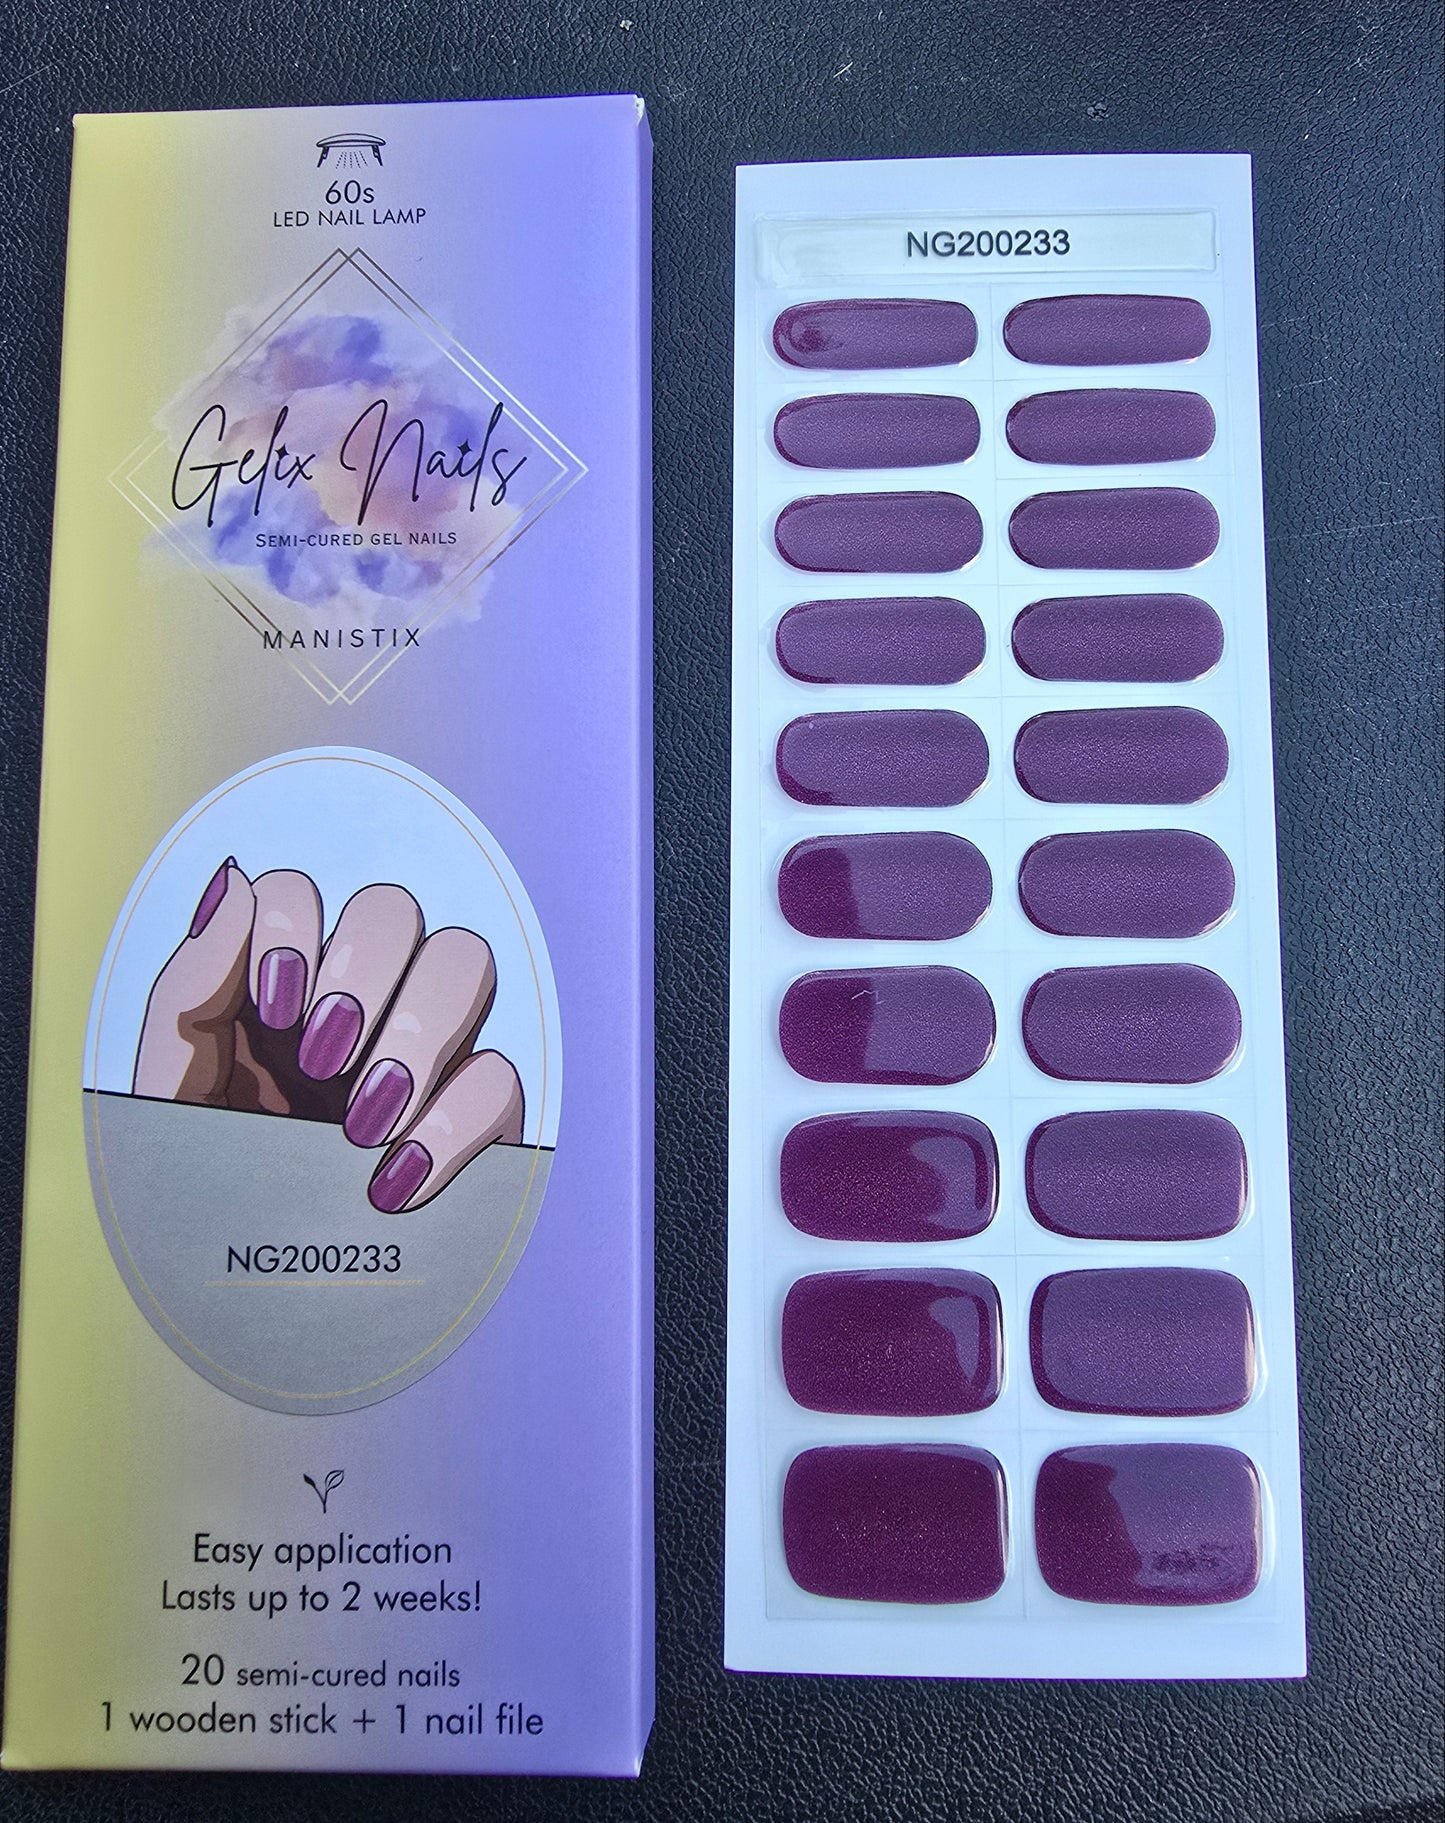 60s
LED NAIL LAMP
Gelix Nails
SEMI-CURED GEL NAILS
MANISTIX
NG200233
Easy application
Lasts up to 2 weeks!
20 semi-cured nails
1 wooden stick + 1 nail file
NG200233